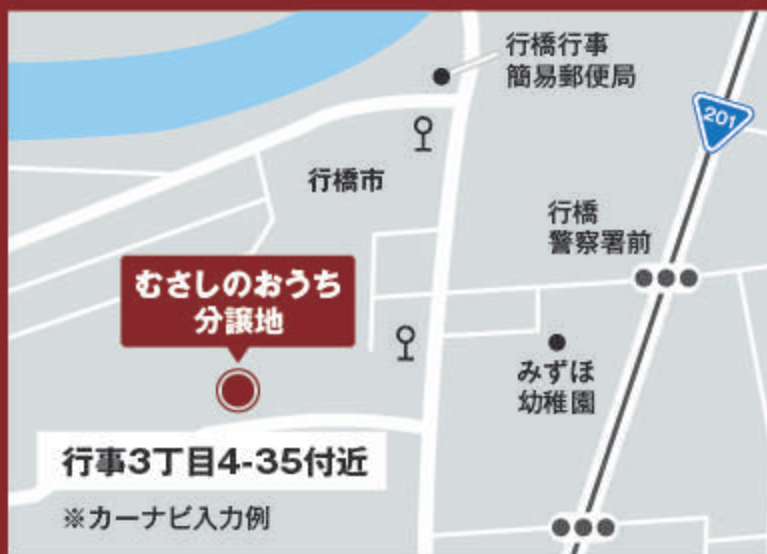 行橋行事
簡易郵便局
201
行橋市
行橋
警察署前
むさしのおうち
分譲地
みずほ
幼稚園
行事3丁目4-35付近
※カーナビ入力例